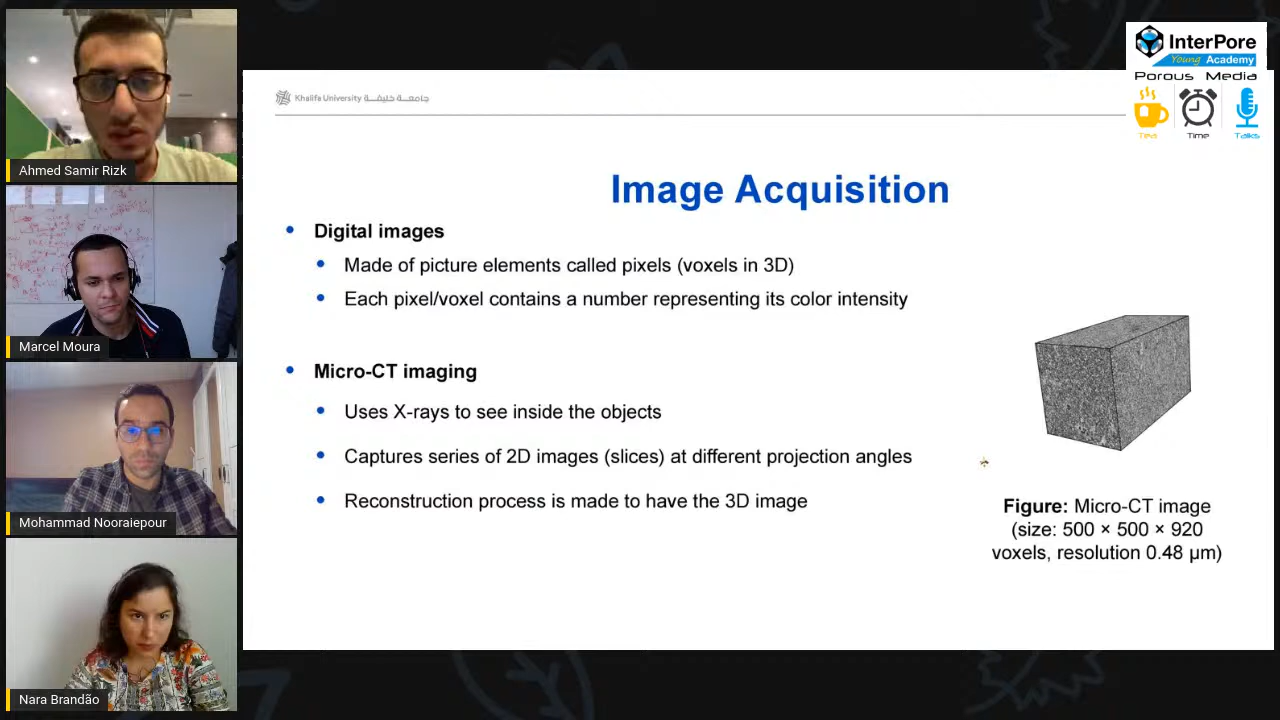 Ahmed Samir Rizk
Marcel Moura
Mohammad Nooraiepour
Nara Brandão
InterPore
Young Academy
Porous Media
Tea Time Talks
Khalifa University جامعة خليفة
Image Acquisition
• Digital images
• Made of picture elements called pixels (voxels in 3D)
• Each pixel/voxel contains a number representing its color intensity
• Micro-CT imaging
• Uses X-rays to see inside the objects
• Captures series of 2D images (slices) at different projection angles
• Reconstruction process is made to have the 3D image
Figure: Micro-CT image
(size: 500 × 500 × 920
voxels, resolution 0.48 μm)